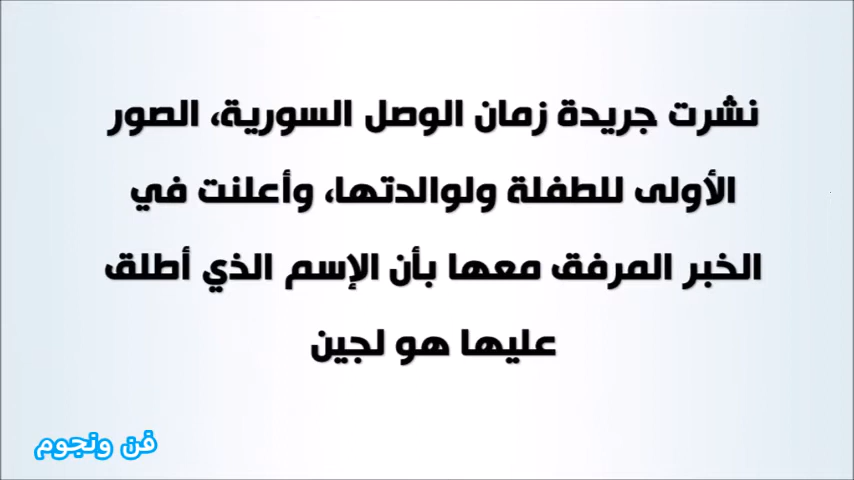 نشرت جريدة زمان الوصل السورية، الصور
الأولى للطفلة ولوالدتها، وأعلنت في
الخبر المرفق معها بأن الإسم الذي أطلق
عليها هو لجين
فن ونجوم